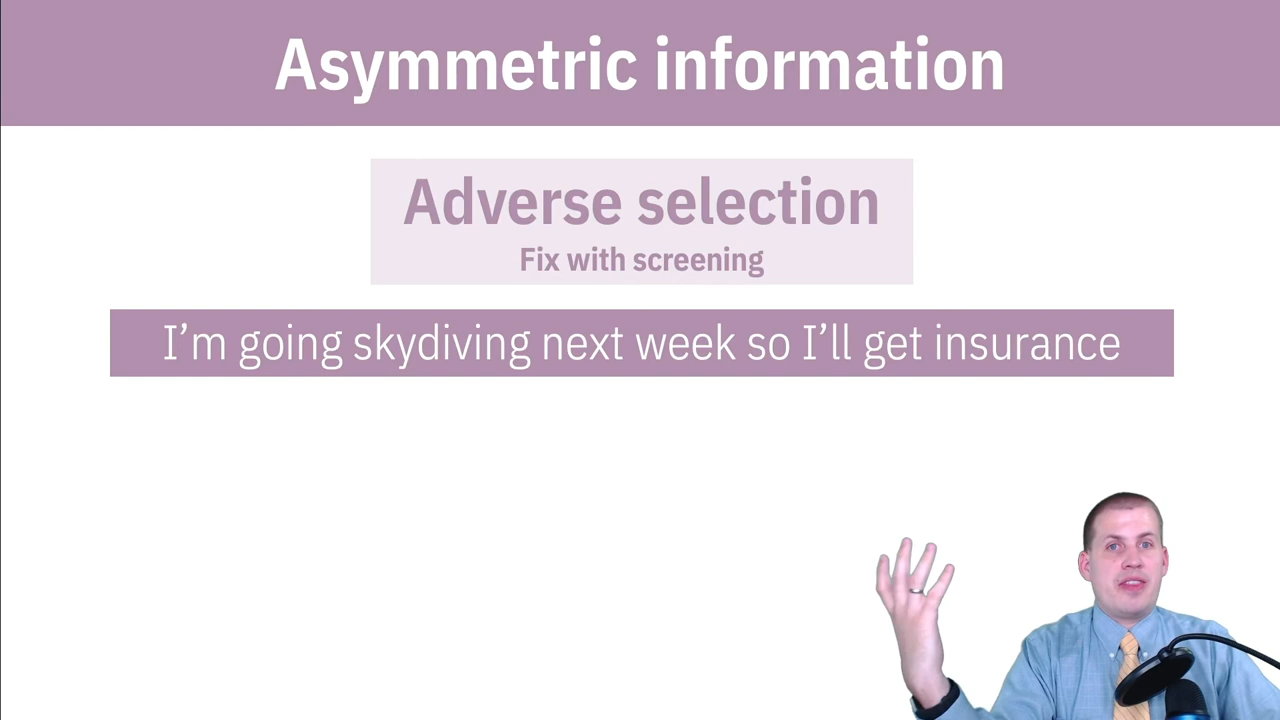 Asymmetric information
Adverse selection
Fix with screening
I’m going skydiving next week so I’ll get insurance